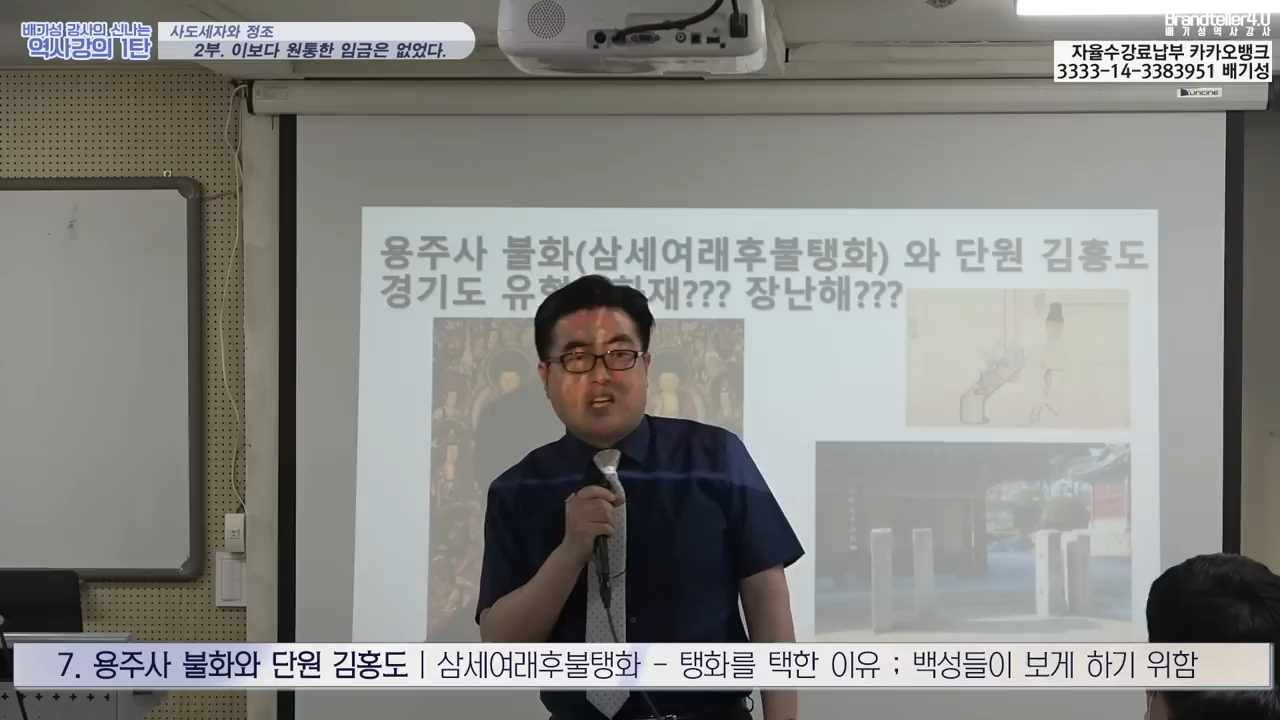 배기성 강사의 신나는
역사강의 1탄
사도세자와 정조
2부. 이보다 원통한 임금은 없었다.
Brandteller4.0
배기성역사강사
자율수강료납부 카카오뱅크
3333-14-3383951 배기성
UNCINE
용주사 불화(삼세여래후불탱화) 와 단원 김홍도
경기도 유형 화재??? 장난해???
7. 용주사 불화와 단원 김홍도 | 삼세여래후불탱화 - 탱화를 택한 이유 ; 백성들이 보게 하기 위함